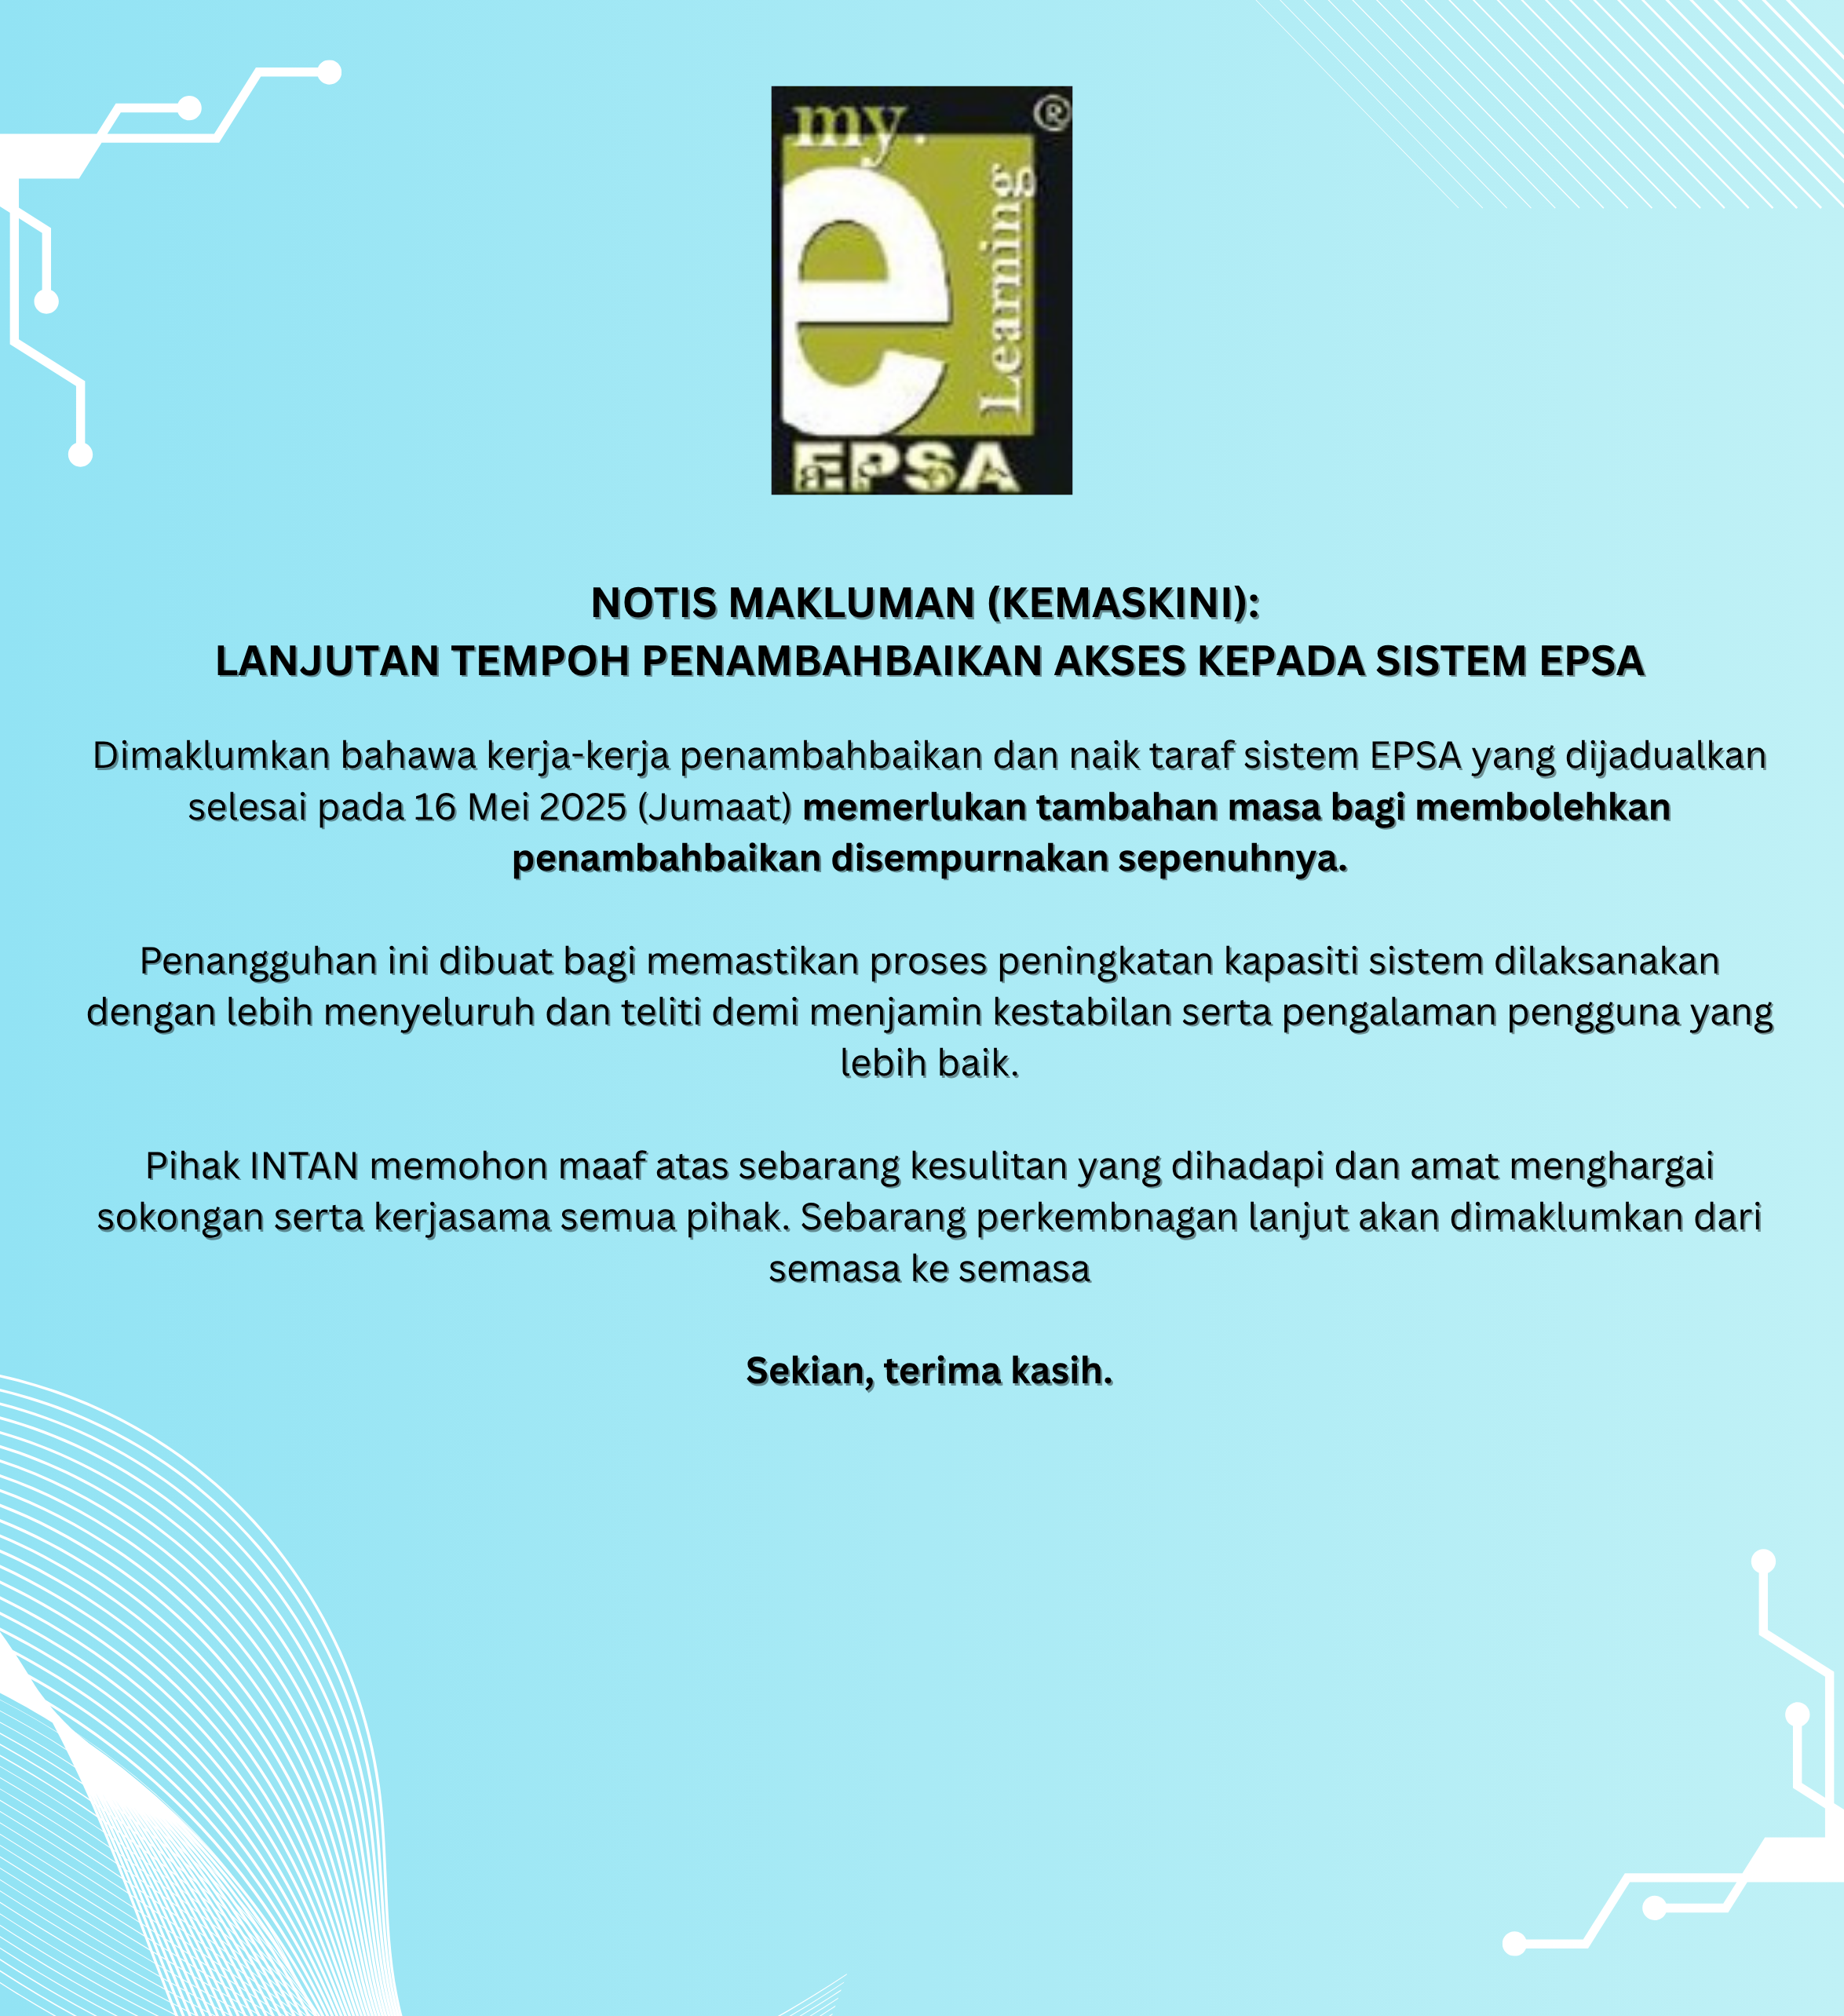 my.
®
e
Learning
EPSA
NOTIS MAKLUMAN (KEMASKINI):
LANJUTAN TEMPOH PENAMBAHBAIKAN AKSES KEPADA SISTEM EPSA
Dimaklumkan bahawa kerja-kerja penambahbaikan dan naik taraf sistem EPSA yang dijadualkan
selesai pada 16 Mei 2025 (Jumaat) memerlukan tambahan masa bagi membolehkan
penambahbaikan disempurnakan sepenuhnya.
Penangguhan ini dibuat bagi memastikan proses peningkatan kapasiti sistem dilaksanakan
dengan lebih menyeluruh dan teliti demi menjamin kestabilan serta pengalaman pengguna yang
lebih baik.
Pihak INTAN memohon maaf atas sebarang kesulitan yang dihadapi dan amat menghargai
sokongan serta kerjasama semua pihak. Sebarang perkembnagan lanjut akan dimaklumkan dari
semasa ke semasa
Sekian, terima kasih.